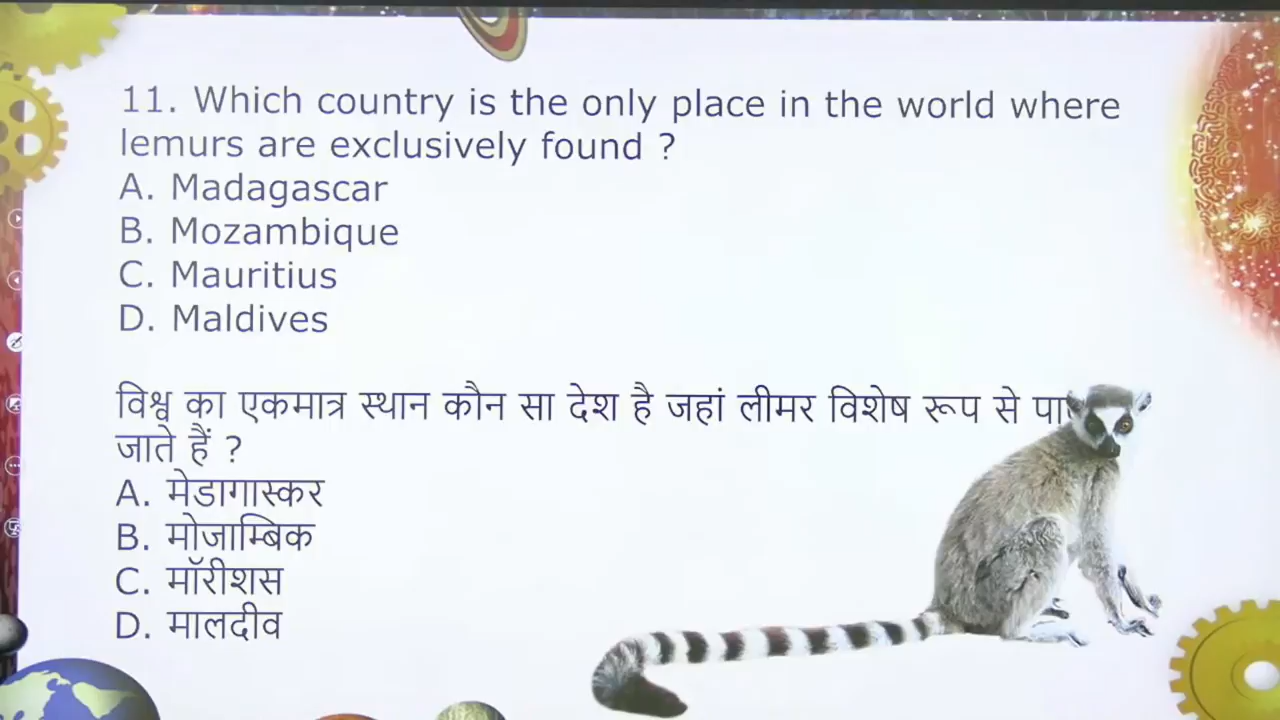 11. Which country is the only place in the world where
lemurs are exclusively found ?
A. Madagascar
B. Mozambique
C. Mauritius
D. Maldives
विश्व का एकमात्र स्थान कौन सा देश है जहां लीमर विशेष रूप से
जाते हैं ?
A. मेडागास्कर
B. मोजाम्बिक
C. मॉरीशस
D. मालदीव